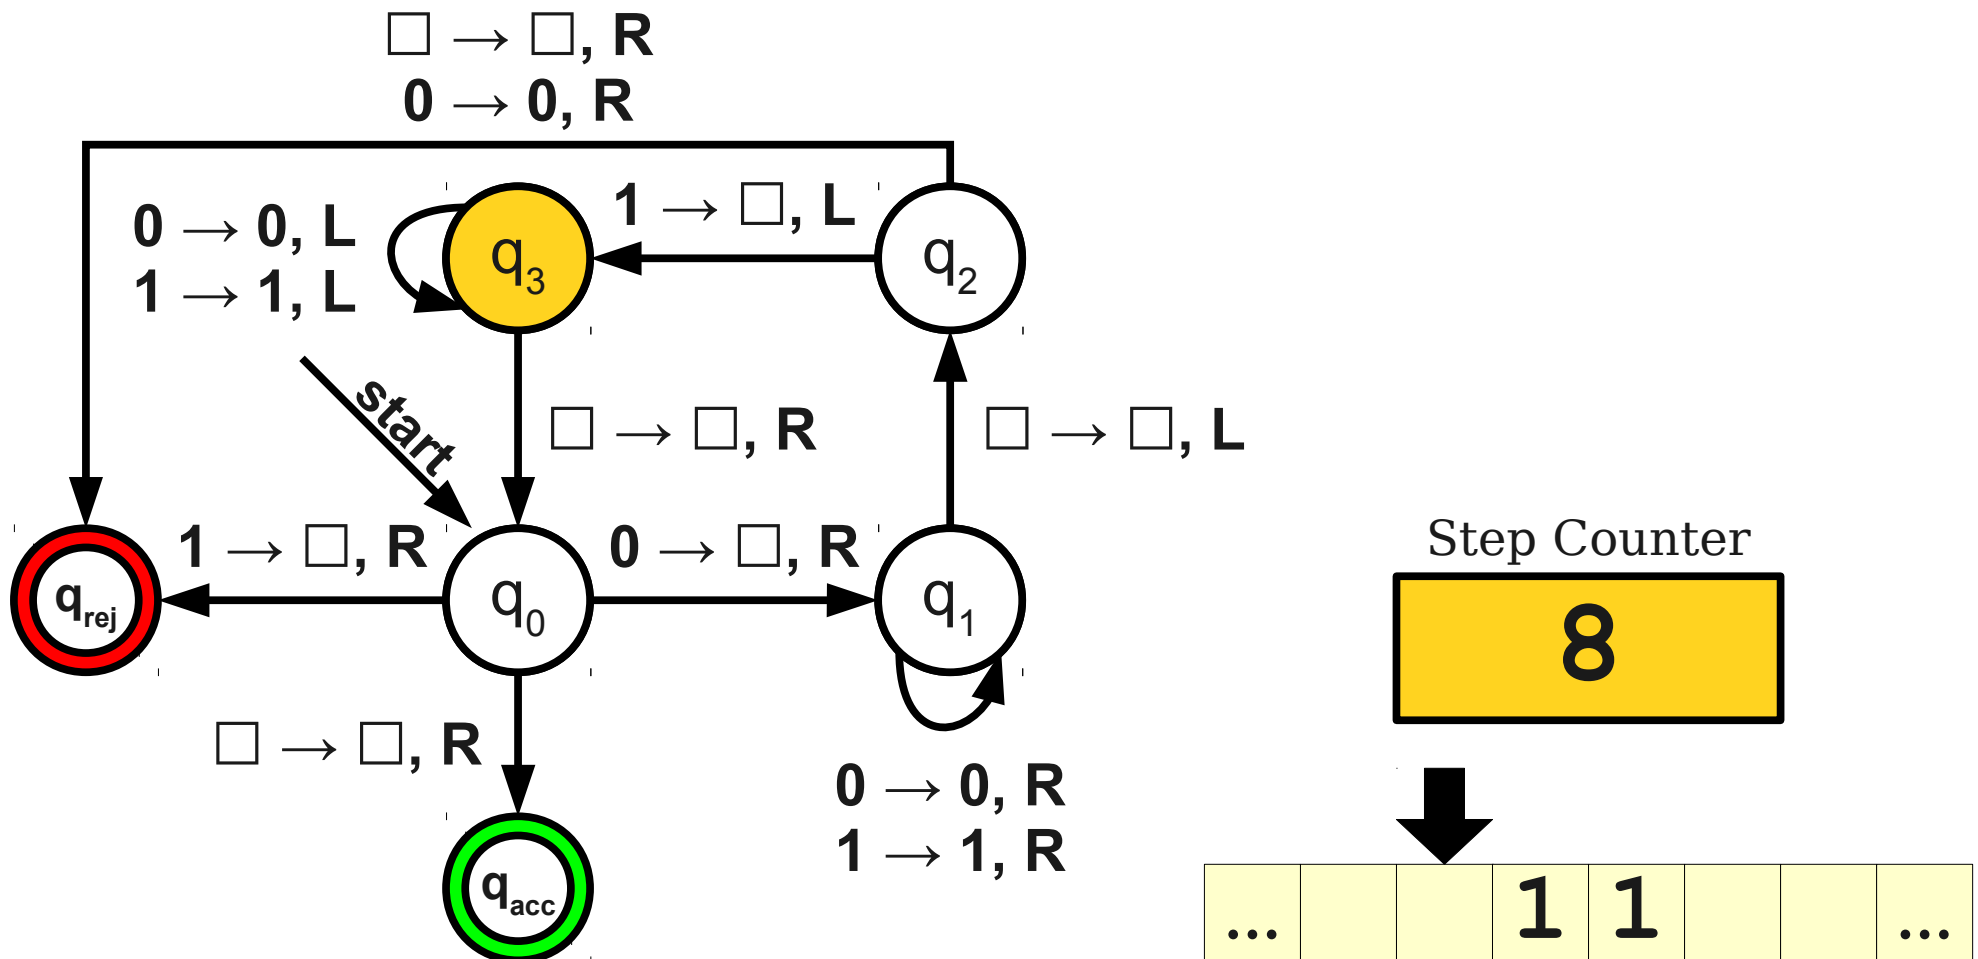 □ → □, R
0 → 0, R
0 → 0, L
1 → 1, L
q3
1 → □, L
q2
start
□ → □, R
□ → □, L
qrej
1 → □, R
q0
0 → □, R
q1
Step Counter
8
□ → □, R
0 → 0, R
1 → 1, R
qacc
... 1 1 ...